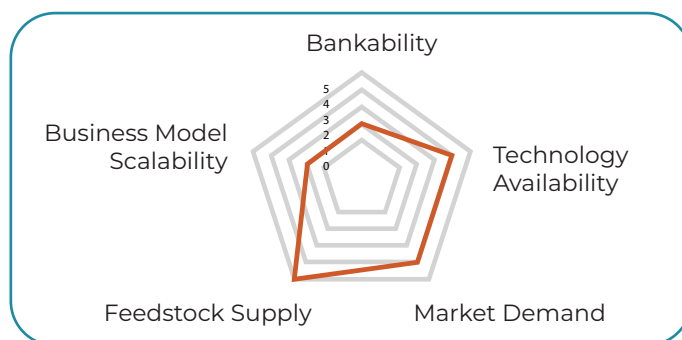 Bankability
5
4
3
2
1
0
Business Model
Scalability
Technology
Availability
Feedstock Supply
Market Demand